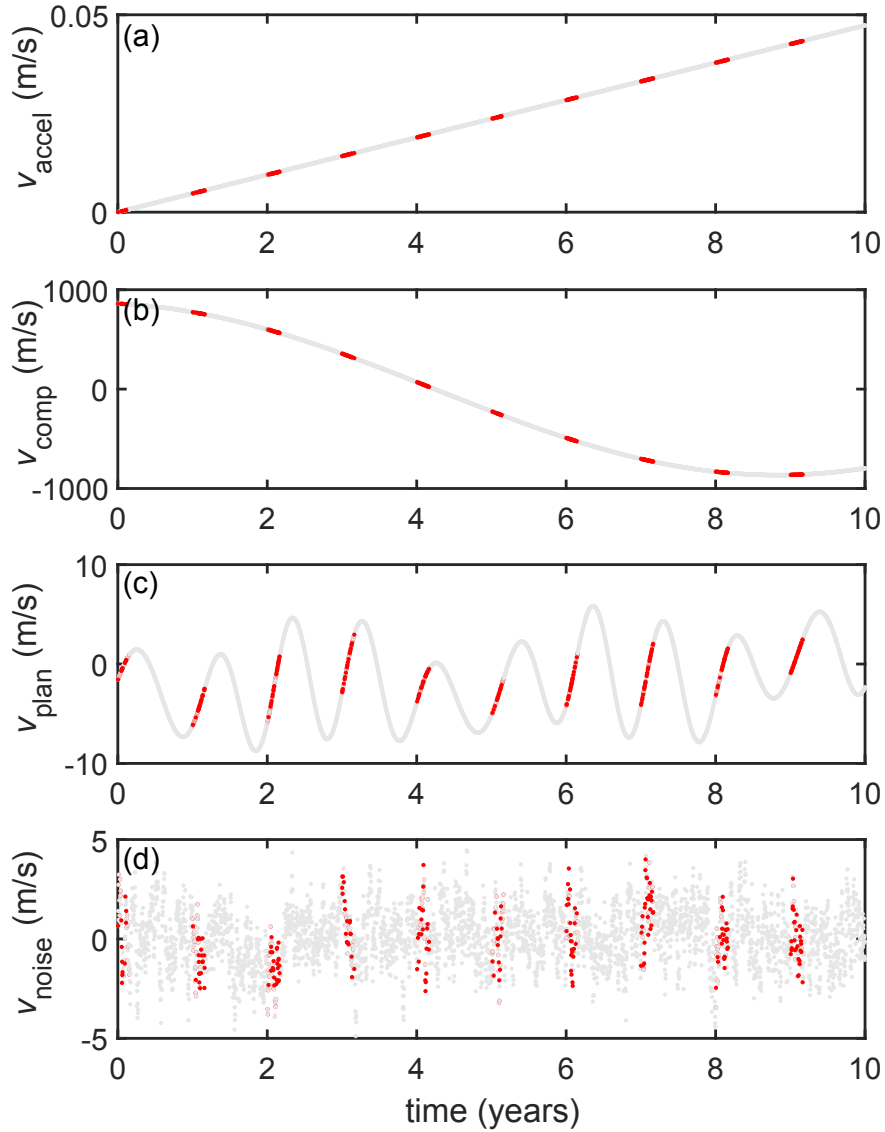 (a)
0.05
0
v_accel (m/s)
0 2 4 6 8 10
(b)
1000
0
-1000
v_comp (m/s)
0 2 4 6 8 10
(c)
10
0
-10
v_plan (m/s)
0 2 4 6 8 10
(d)
5
0
-5
v_noise (m/s)
0 2 4 6 8 10
time (years)